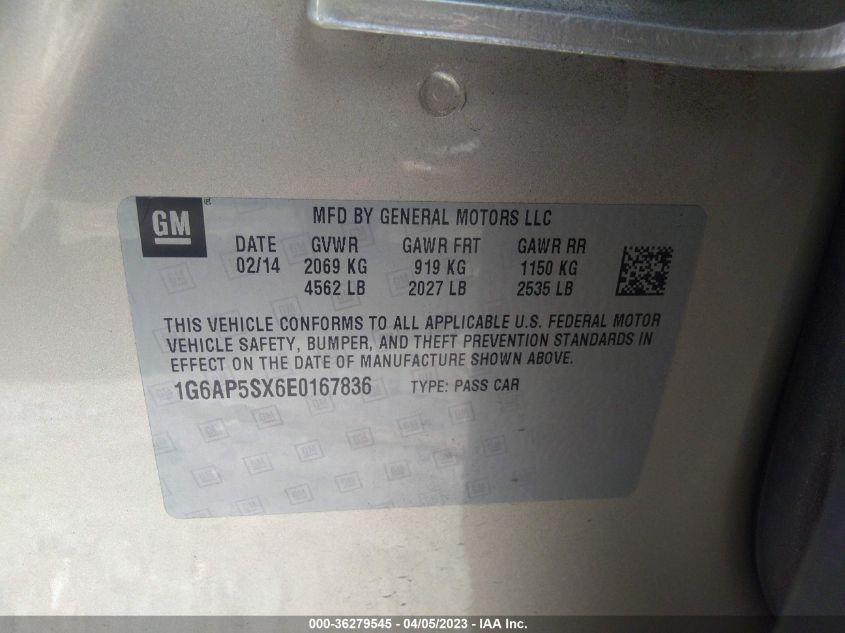 GM
MFD BY GENERAL MOTORS LLC
DATE GVWR GAWR FRT GAWR RR
02/14 2069 KG 919 KG 1150 KG
4562 LB 2027 LB 2535 LB
THIS VEHICLE CONFORMS TO ALL APPLICABLE U.S. FEDERAL MOTOR
VEHICLE SAFETY, BUMPER, AND THEFT PREVENTION STANDARDS IN
EFFECT ON THE DATE OF MANUFACTURE SHOWN ABOVE.
1G6AP5SX6E0167836 TYPE: PASS CAR
000-36279545 - 04/05/2023 - IAA Inc.